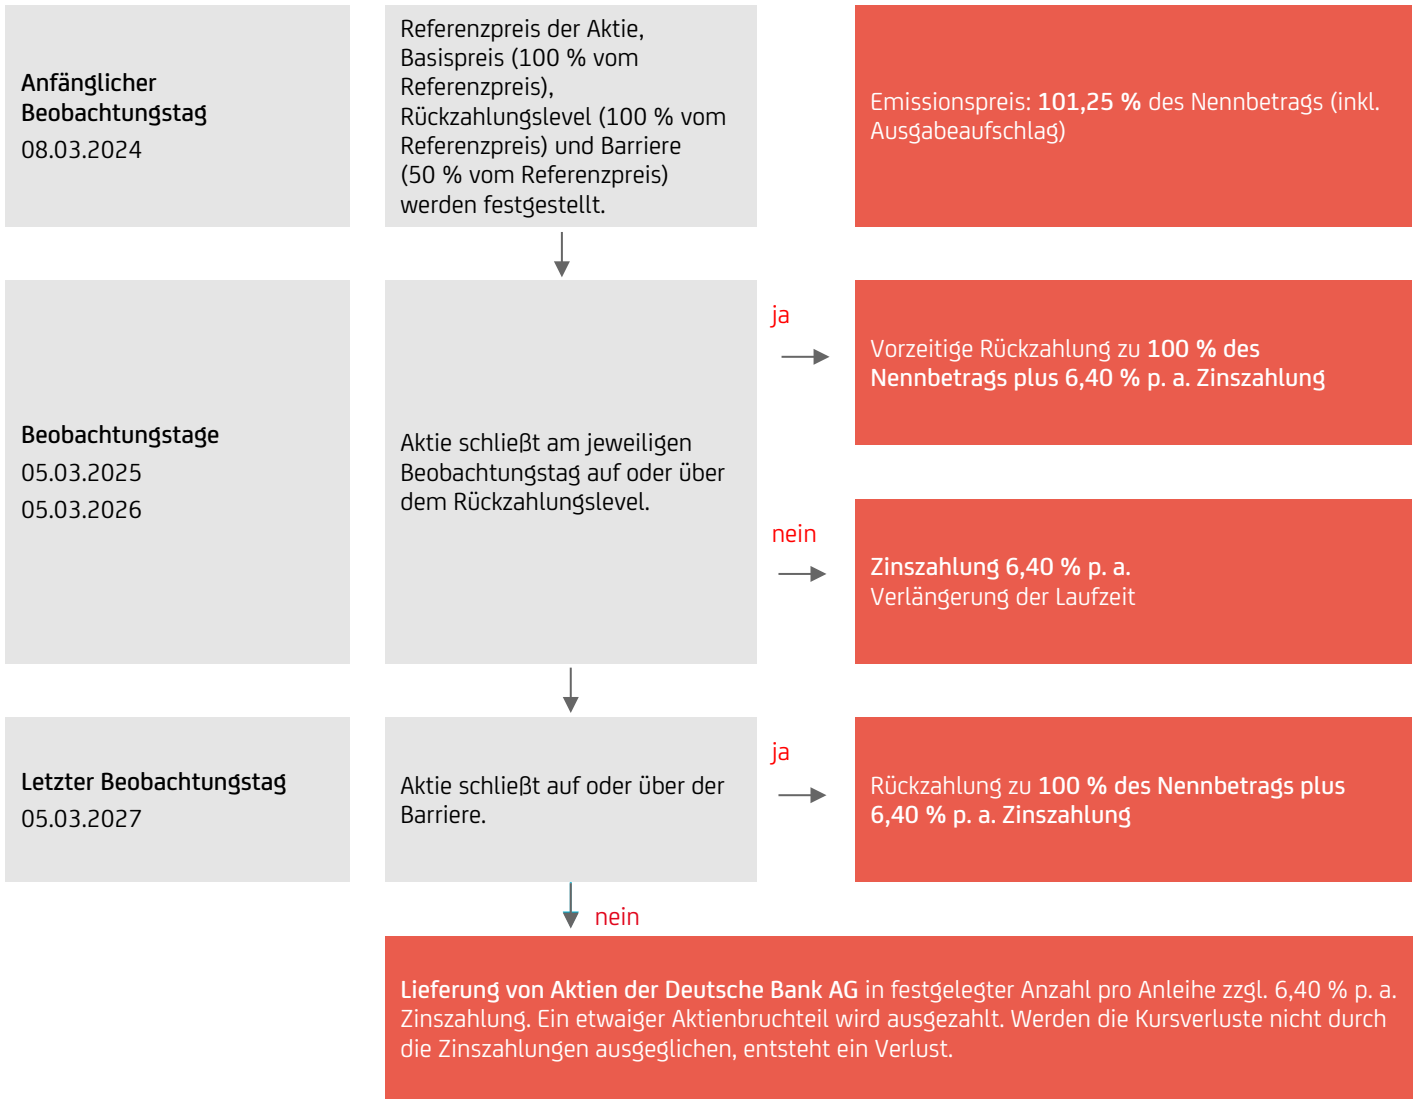 Anfänglicher
Beobachtungstag
08.03.2024
Referenzpreis der Aktie,
Basispreis (100 % vom
Referenzpreis),
Rückzahlungslevel (100 % vom
Referenzpreis) und Barriere
(50 % vom Referenzpreis)
werden festgestellt.
Emissionspreis: 101,25 % des Nennbetrags (inkl.
Ausgabeaufschlag)
Beobachtungstage
05.03.2025
05.03.2026
Aktie schließt am jeweiligen
Beobachtungstag auf oder über
dem Rückzahlungslevel.
ja
Vorzeitige Rückzahlung zu 100 % des
Nennbetrags plus 6,40 % p. a. Zinszahlung
nein
Zinszahlung 6,40 % p. a.
Verlängerung der Laufzeit
Letzter Beobachtungstag
05.03.2027
Aktie schließt auf oder über der
Barriere.
ja
Rückzahlung zu 100 % des Nennbetrags plus
6,40 % p. a. Zinszahlung
nein
Lieferung von Aktien der Deutsche Bank AG in festgelegter Anzahl pro Anleihe zzgl. 6,40 % p. a.
Zinszahlung. Ein etwaiger Aktienbruchteil wird ausgezahlt. Werden die Kursverluste nicht durch
die Zinszahlungen ausgeglichen, entsteht ein Verlust.